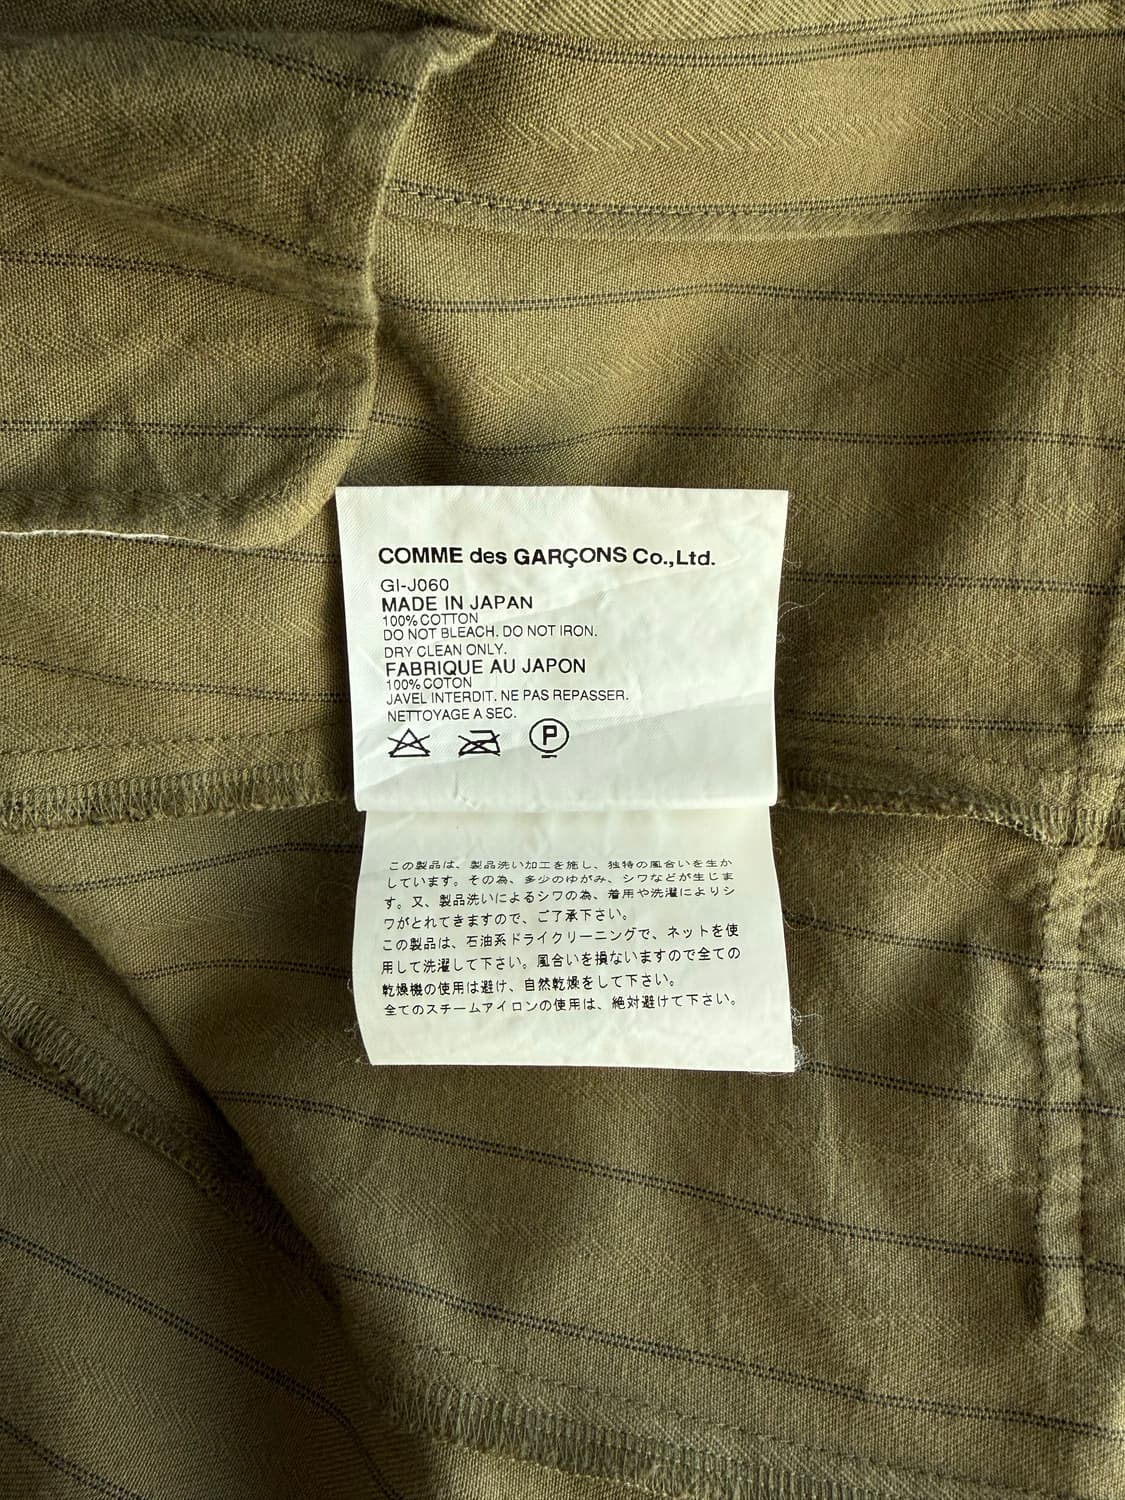 COMME des GARÇONS Co.,Ltd.
GI-J060
MADE IN JAPAN
100% COTTON
DO NOT BLEACH. DO NOT IRON.
DRY CLEAN ONLY.
FABRIQUE AU JAPON
100% COTON
JAVEL INTERDIT. NE PAS REPASSER.
NETTOYAGE A SEC.
P
この製品は、製品洗い加工を施し、独特の風合いを生か
しています。その為、多少のゆがみ、シワなどが生じま
す。又、製品洗いによるシワの為、着用や洗濯によりシ
ワがとれてきますので、ご了承下さい。
この製品は、石油系ドライクリーニングで、ネットを使
用して洗濯して下さい。風合いを損ないますので全ての
乾燥機の使用は避け、自然乾燥をして下さい。
全てのスチームアイロンの使用は、絶対避けて下さい。